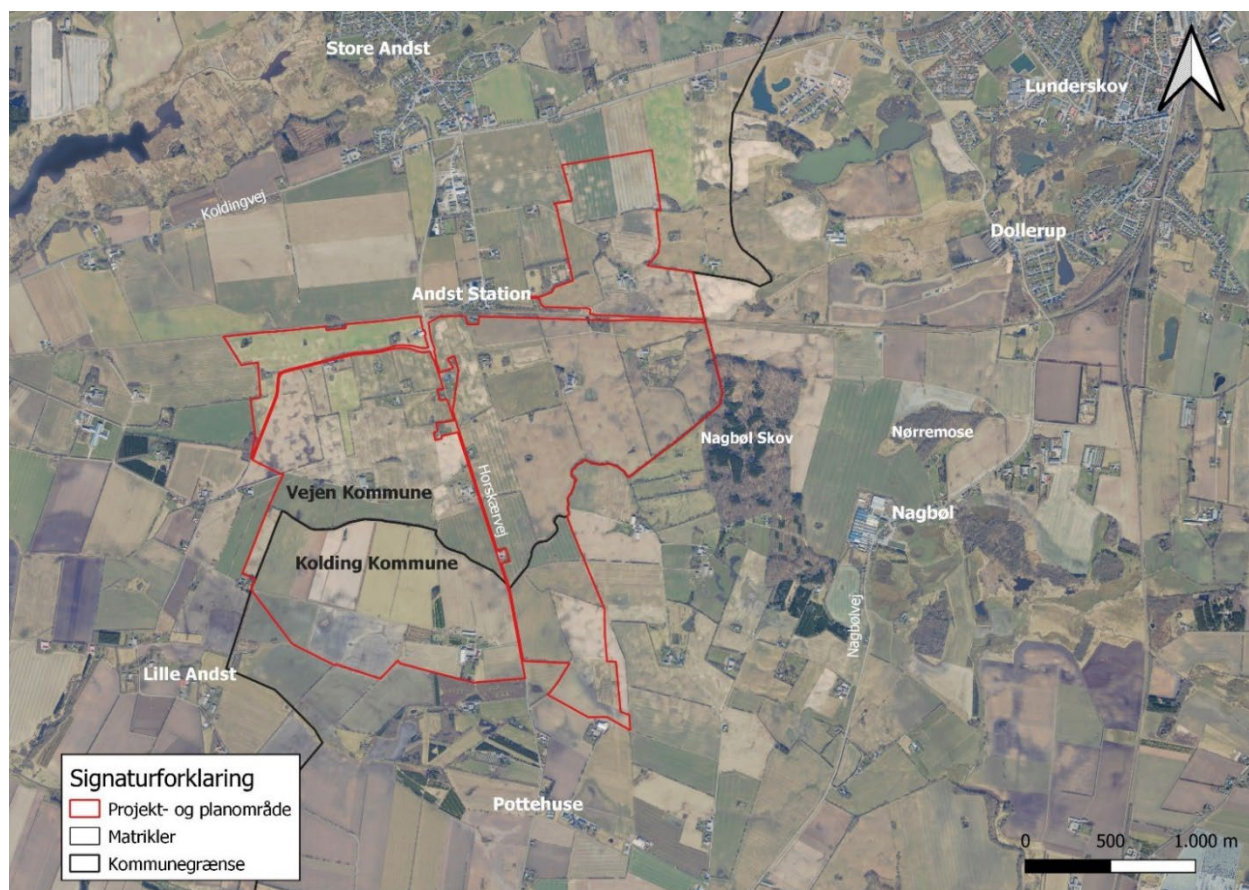 Store Andst
Lunderskov
Koldingvej
Dollerup
Andst Station
Nagbøl Skov
Nørremose
Horskærvej
Vejen Kommune
Nagbøl
Kolding Kommune
Nagbølvej
Lille Andst
Signaturforklaring
Projekt- og planområde
Matrikler
Kommunegrænse
Pottehuse
0 500 1.000 m